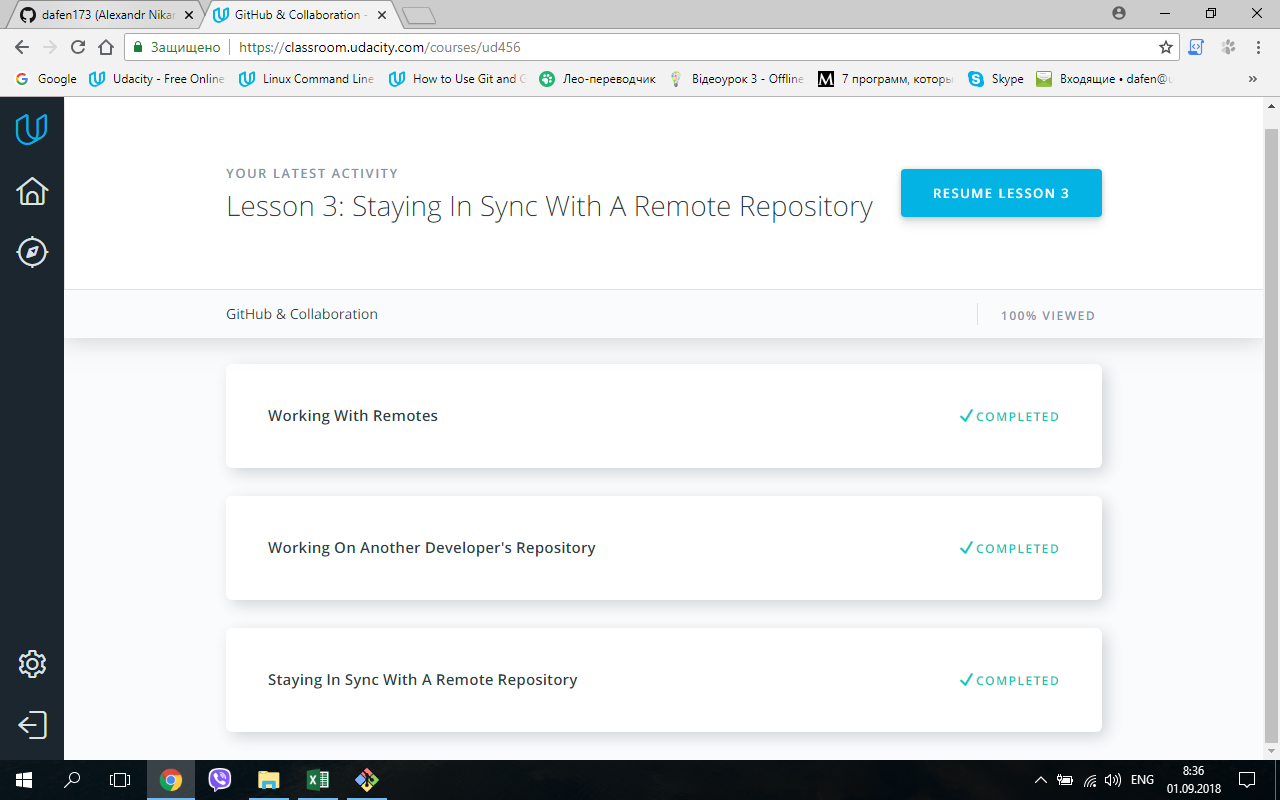 dafen173 (Alexandr Nika
GitHub & Collaboration -
Защищено
https://classroom.udacity.com/courses/ud456
Google
Udacity - Free Online
Linux Command Line
How to Use Git and G
Лео-переводчик
Відеоурок 3 - Offline
7 программ, которы
Skype
Входящие • dafen@u
»
YOUR LATEST ACTIVITY
Lesson 3: Staying In Sync With A Remote Repository
RESUME LESSON 3
GitHub & Collaboration
100% VIEWED
Working With Remotes
COMPLETED
Working On Another Developer's Repository
COMPLETED
Staying In Sync With A Remote Repository
COMPLETED
ENG
8:36
01.09.2018